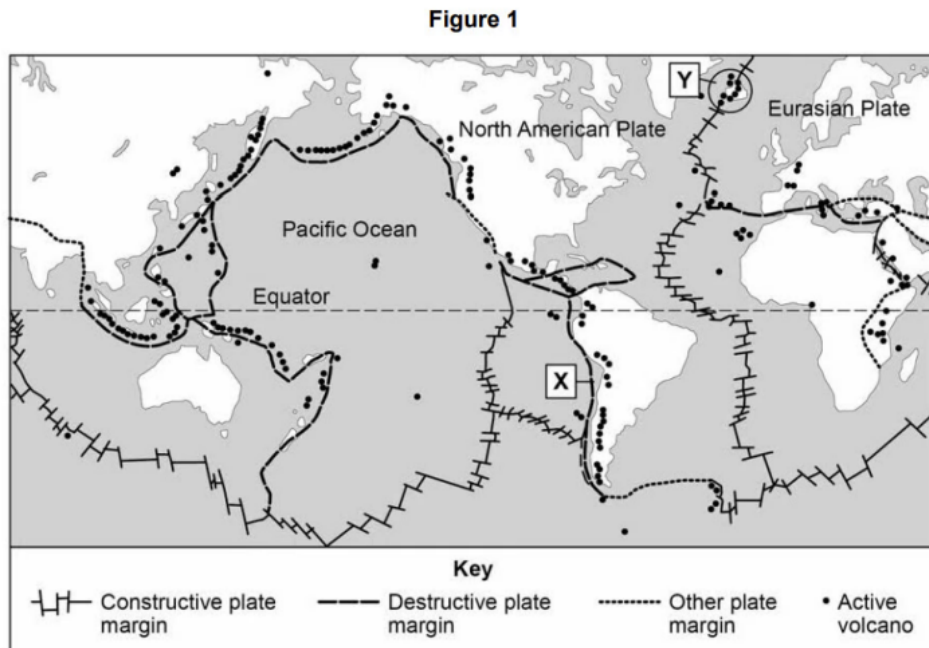 Figure 1
Y
Eurasian Plate
North American Plate
Pacific Ocean
Equator
X
Key
Constructive plate
margin
Destructive plate
margin
Other plate
margin
Active
volcano